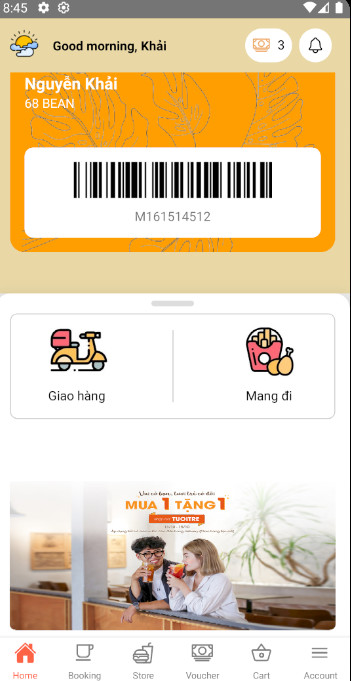 8:45
Good morning, Khải
3
Nguyễn Khải
68 BEAN
M161514512
Giao hàng
Mang đi
MUA 1 TẶNG 1
TUOITRE
Home
Booking
Store
Voucher
Cart
Account